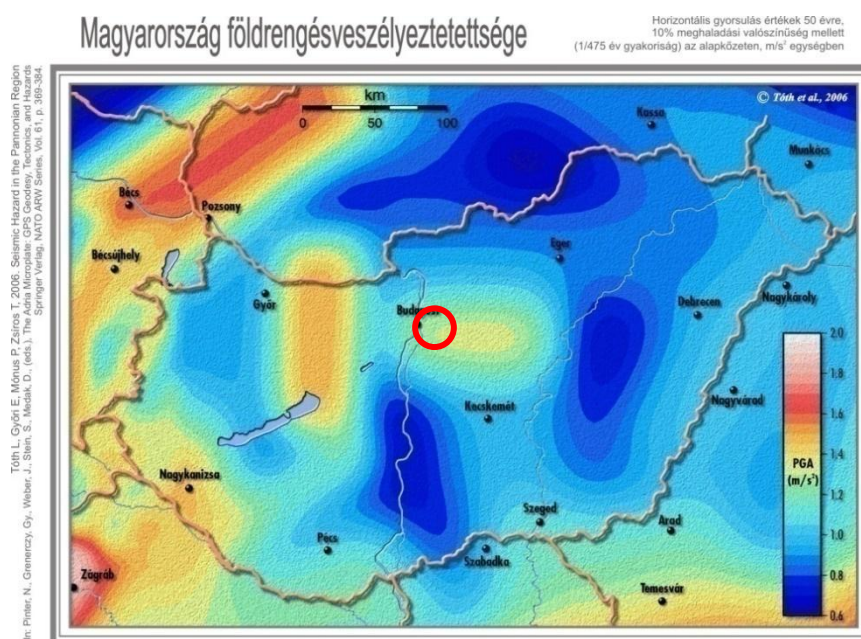 Magyarország földrengésveszélyeztetettsége
Horizontális gyorsulás értékek 50 évre,
10% meghaladási valószínűség mellett
(1/475 év gyakoriság) az alapkőzeten, m/s² egységben
Tóth L, Győri E, Mónus P, Zsíros T, 2006. Seismic Hazard in the Pannonian Region
In: Pinter, N., Grenerczy, Gy., Weber, J., Stein, S., Medak, D., (eds.), The Adria Microplate: GPS Geodesy, Tectonics, and Hazards
Springer Verlag, NATO ARW Series, Vol. 61, p. 369-384.
km
0 50 100
© Tóth et al., 2006
Kassa
Munkács
Bécs
Pozsony
Bécsújhely
Eger
Győr
Budapest
Debrecen
Nagykároly
Kecskemét
Nagyvárad
Nagykanizsa
Szeged
Arad
Pécs
Szabadka
Zágráb
Temesvár
2.0
1.8
1.6
1.4
1.2
1.0
0.8
0.6
PGA
(m/s²)